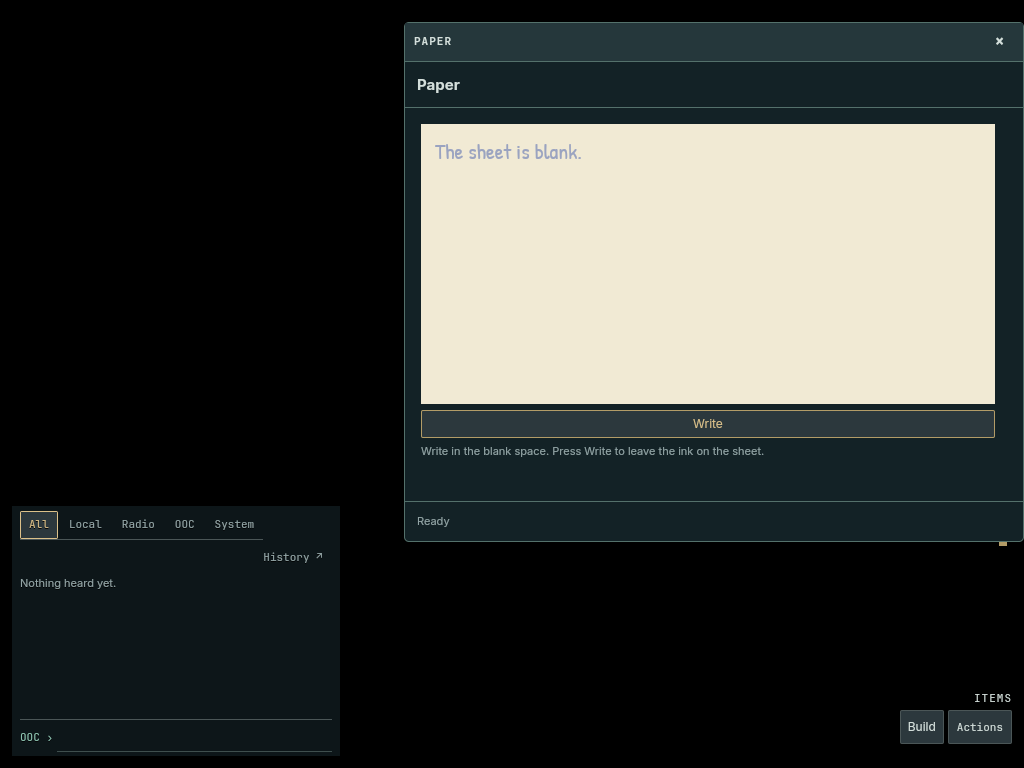 PAPER ×
Paper
The sheet is blank.
Write
Write in the blank space. Press Write to leave the ink on the sheet.
Ready
All Local Radio OOC System
History ↗
Nothing heard yet.
OOC ›
ITEMS
Build Actions